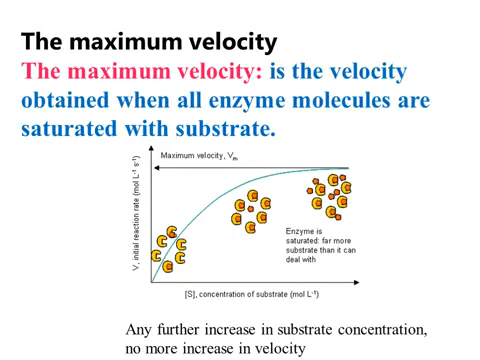 The maximum velocity
The maximum velocity: is the velocity
obtained when all enzyme molecules are
saturated with substrate.
Maximum velocity, Vm
V, initial reaction rate (mol L-1 s-1)
Enzyme is
saturated: far more
substrate than it can
deal with
[S], concentration of substrate (mol L-1)
Any further increase in substrate concentration,
no more increase in velocity